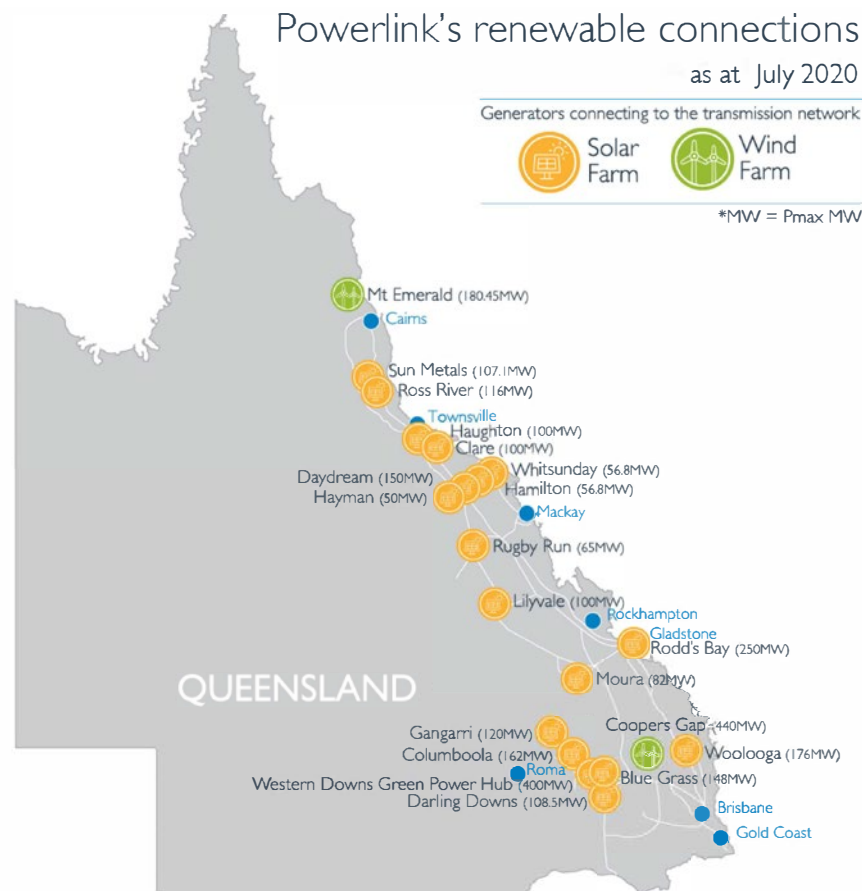 Powerlink's renewable connections
as at July 2020
Generators connecting to the transmission network
Solar
Farm
Wind
Farm
*MW = Pmax MW
Mt Emerald (180.45MW)
Cairns
Sun Metals (107.1MW)
Ross River (116MW)
Townsville
Haughton (100MW)
Clare (100MW)
Whitsunday (56.8MW)
Daydream (150MW)
Hamilton (56.8MW)
Hayman (50MW)
Mackay
Rugby Run (65MW)
Lilyvale (100MW)
Rockhampton
Gladstone
Rodd's Bay (250MW)
Moura (82MW)
QUEENSLAND
Coopers Gap (440MW)
Gangarri (120MW)
Columboola (162MW)
Woolooga (176MW)
Roma
Blue Grass (148MW)
Western Downs Green Power Hub (400MW)
Darling Downs (108.5MW)
Brisbane
Gold Coast